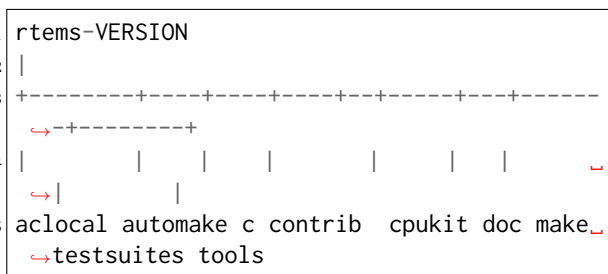 rtems-VERSION
|
+--------+----+----+----+--+-----+---+------
↪-+--------+
|        |    |    |       |     |   |      ␣
↪|        |
aclocal automake c contrib  cpukit doc make␣
↪testsuites tools